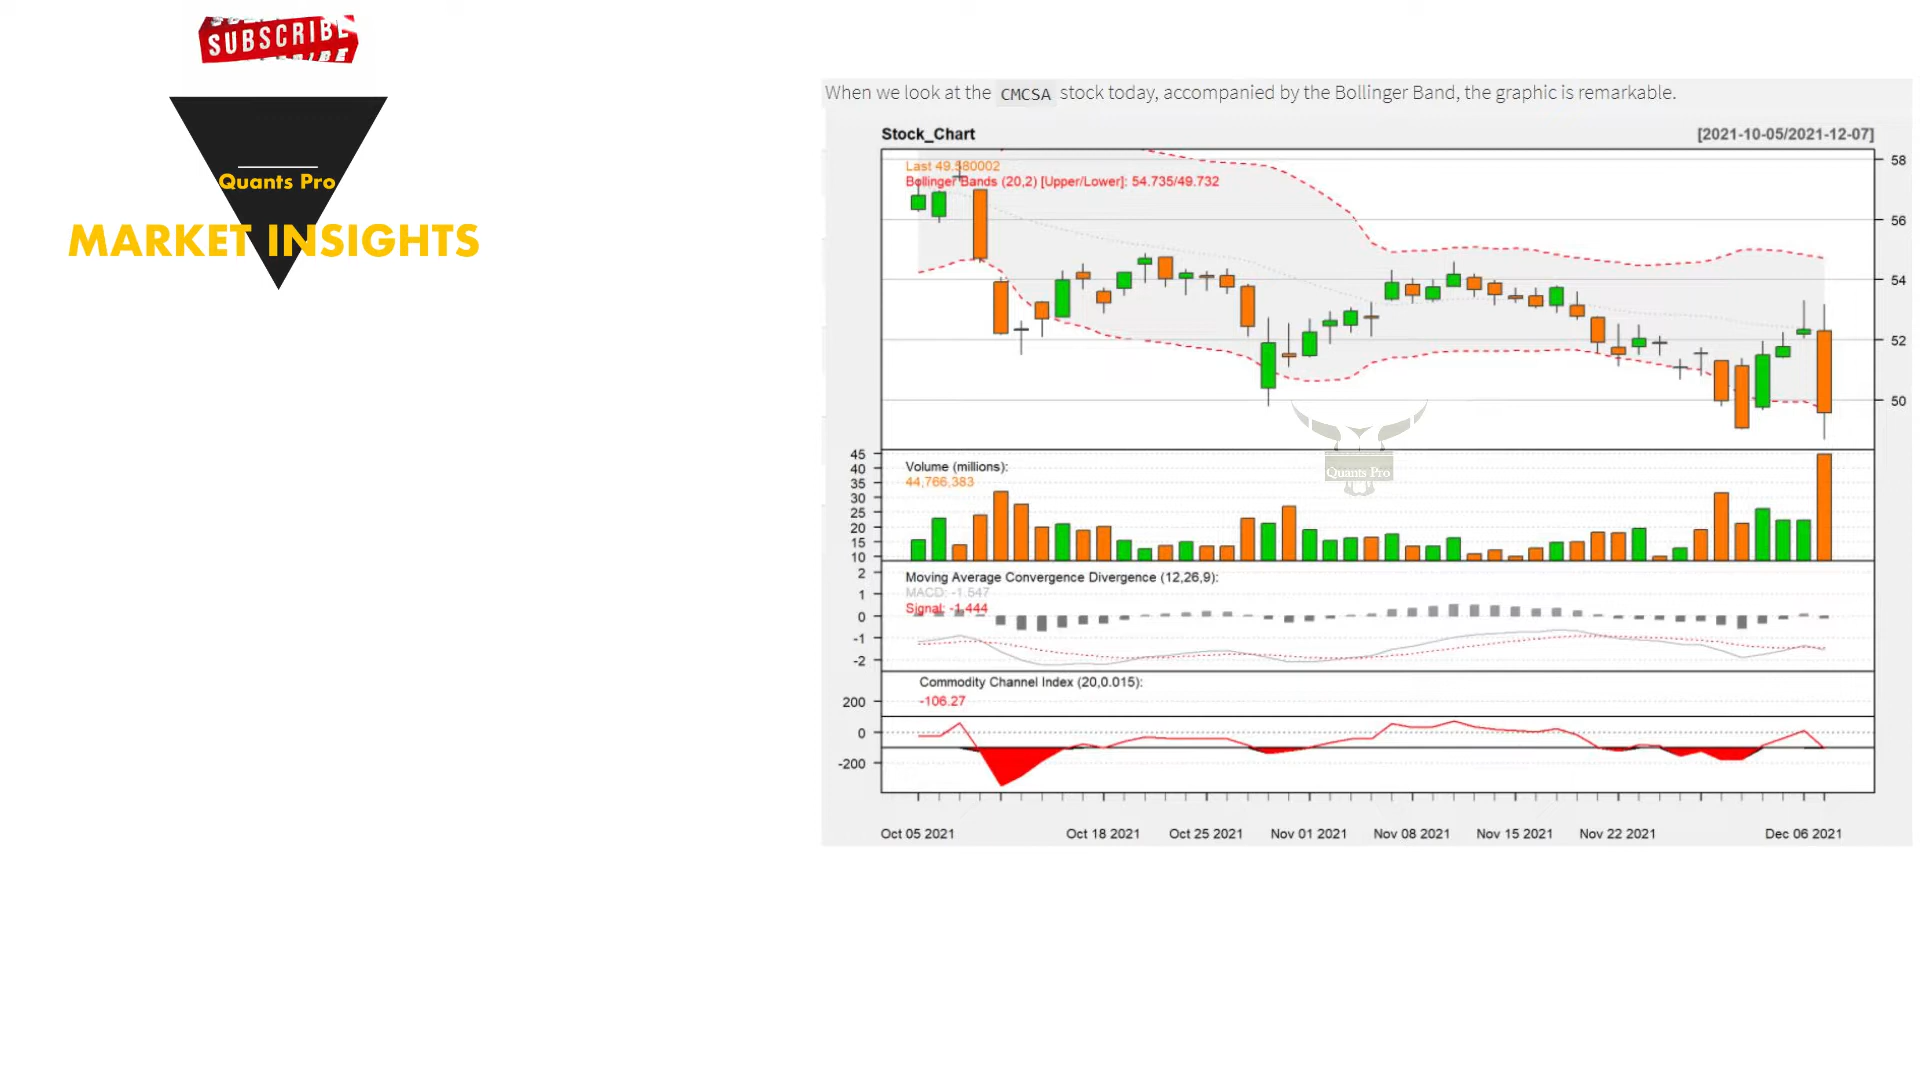 SUBSCRIBE
Quants Pro
MARKET INSIGHTS
When we look at the CMCSA stock today, accompanied by the Bollinger Band, the graphic is remarkable.
Stock_Chart
[2021-10-05/2021-12-07]
Last 49.580002
Bollinger Bands (20,2) [Upper/Lower]: 54.735/49.732
58
56
54
52
50
Quants Pro
Volume (millions):
44,766,383
45
40
35
30
25
20
15
10
Moving Average Convergence Divergence (12,26,9):
MACD: -1.547
Signal: -1.444
2
1
0
-1
-2
Commodity Channel Index (20,0.015):
-106.27
200
0
-200
Oct 05 2021 Oct 18 2021 Oct 25 2021 Nov 01 2021 Nov 08 2021 Nov 15 2021 Nov 22 2021 Dec 06 2021